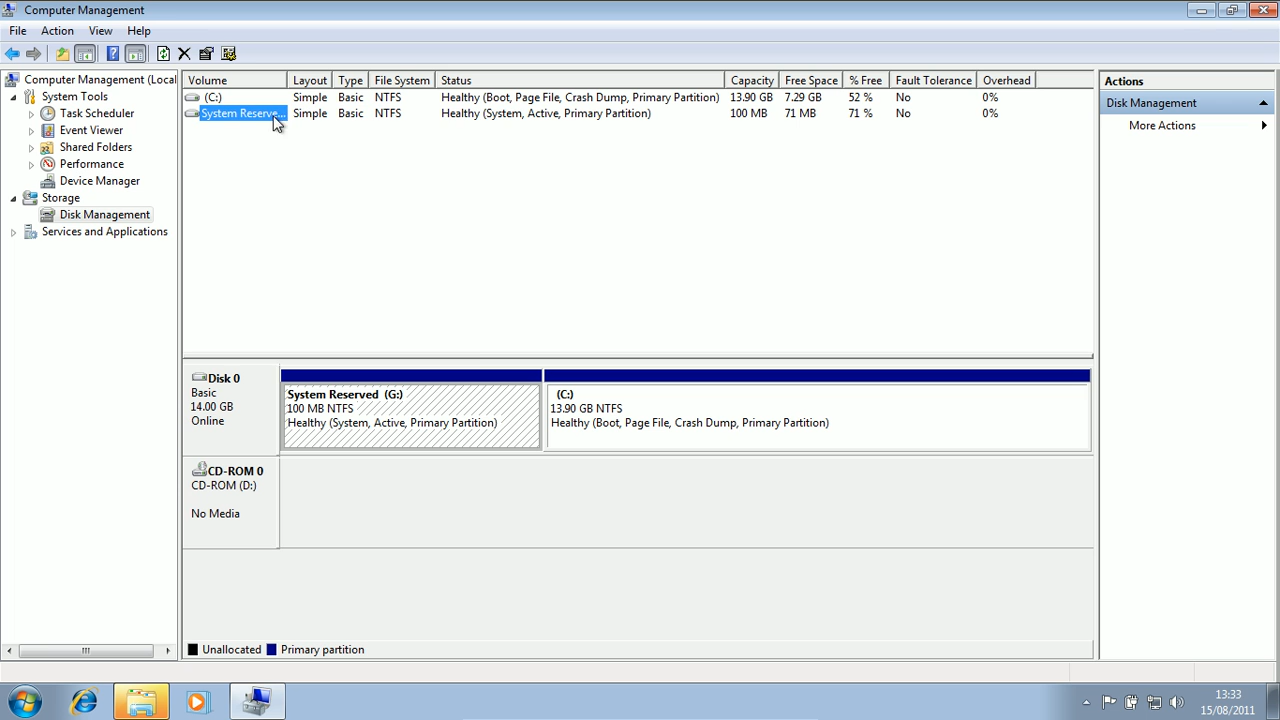 Computer Management
File Action View Help
Computer Management (Local
System Tools
Task Scheduler
Event Viewer
Shared Folders
Performance
Device Manager
Storage
Disk Management
Services and Applications
Volume Layout Type File System Status Capacity Free Space % Free Fault Tolerance Overhead
(C:) Simple Basic NTFS Healthy (Boot, Page File, Crash Dump, Primary Partition) 13.90 GB 7.29 GB 52 % No 0%
System Reserve... Simple Basic NTFS Healthy (System, Active, Primary Partition) 100 MB 71 MB 71 % No 0%
Disk 0
Basic
14.00 GB
Online
System Reserved (G:)
100 MB NTFS
Healthy (System, Active, Primary Partition)
(C:)
13.90 GB NTFS
Healthy (Boot, Page File, Crash Dump, Primary Partition)
CD-ROM 0
CD-ROM (D:)
No Media
Unallocated Primary partition
Actions
Disk Management
More Actions
13:33
15/08/2011